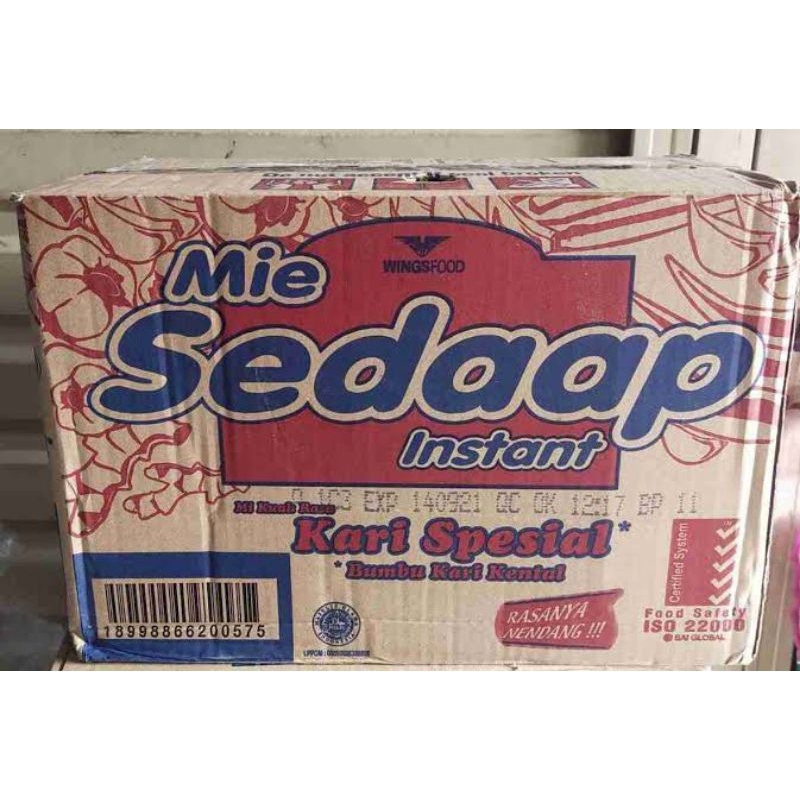 WINGSFOOD
Mie
Sedaap
Instant
1C3 EXP 140921 QC OK 12:17 BP 11
Mi Kuah Rasa
Kari Spesial*
*Bumbu Kari Kental
18998866200575
RASANYA
NENDANG !!!
Certified System
Food Safety
ISO 22000
SAI GLOBAL